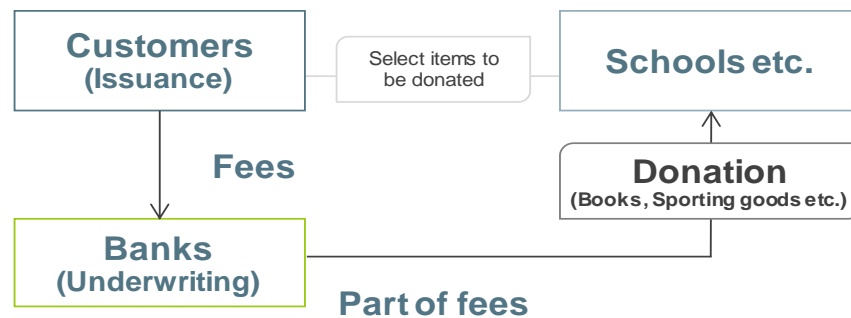 Customers
(Issuance)
Select items to
be donated
Schools etc.
Fees
Donation
(Books, Sporting goods etc.)
Banks
(Underwriting)
Part of fees